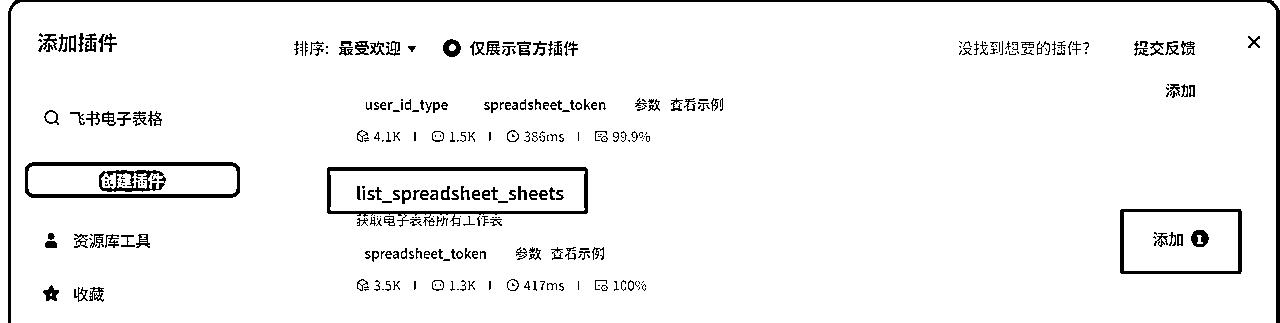 添加插件
排序: 最受欢迎
仅展示官方插件
没找到想要的插件?
提交反馈
飞书电子表格
创建插件
资源库工具
收藏
user_id_type spreadsheet_token 参数 查看示例
添加
4.1K 1.5K 386ms 99.9%
list_spreadsheet_sheets
获取电子表格所有工作表
spreadsheet_token 参数 查看示例
添加 1
3.5K 1.3K 417ms 100%